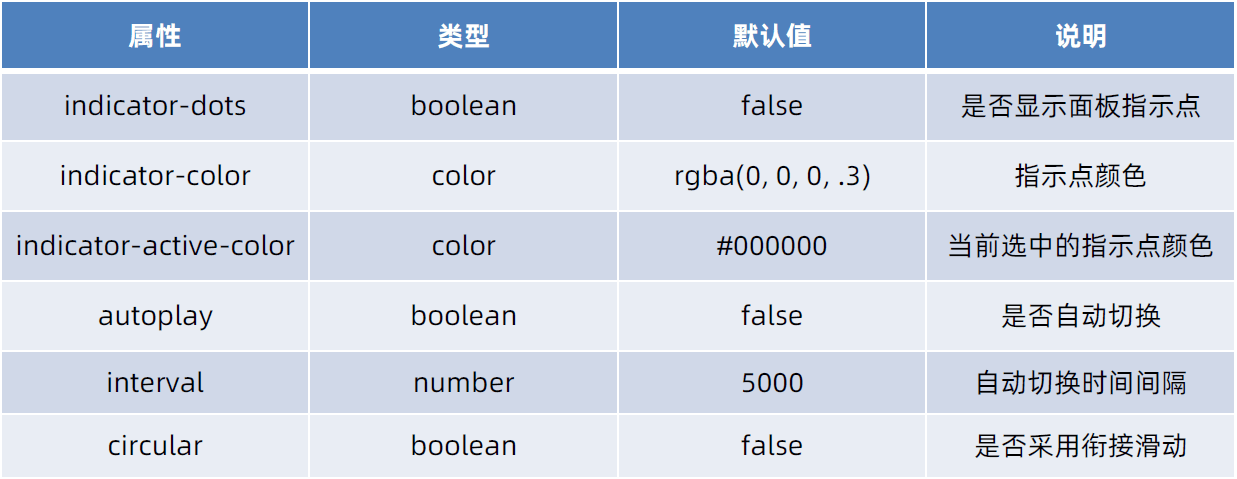 属性 类型 默认值 说明
indicator-dots boolean false 是否显示面板指示点
indicator-color color rgba(0, 0, 0, .3) 指示点颜色
indicator-active-color color #000000 当前选中的指示点颜色
autoplay boolean false 是否自动切换
interval number 5000 自动切换时间间隔
circular boolean false 是否采用衔接滑动